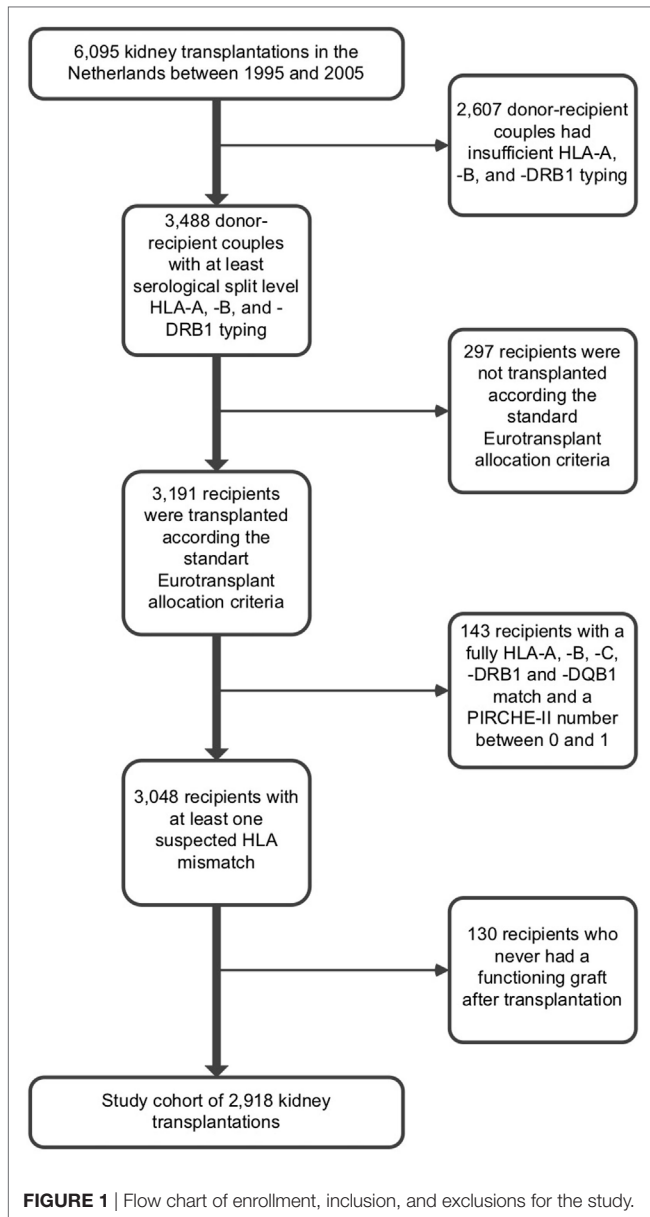 6,095 kidney transplantations in the
Netherlands between 1995 and 2005
2,607 donor-recipient
couples had
insufficient HLA-A,
-B, and -DRB1 typing
3,488 donor-
recipient couples
with at least
serological split level
HLA-A, -B, and -
DRB1 typing
297 recipients were
not transplanted
according the
standard
Eurotransplant
allocation criteria
3,191 recipients
were transplanted
according the
standart
Eurotransplant
allocation criteria
143 recipients with a
fully HLA-A, -B, -C,
-DRB1 and -DQB1
match and a
PIRCHE-II number
between 0 and 1
3,048 recipients with
at least one
suspected HLA
mismatch
130 recipients who
never had a
functioning graft
after transplantation
Study cohort of 2,918 kidney
transplantations
FIGURE 1 | Flow chart of enrollment, inclusion, and exclusions for the study.